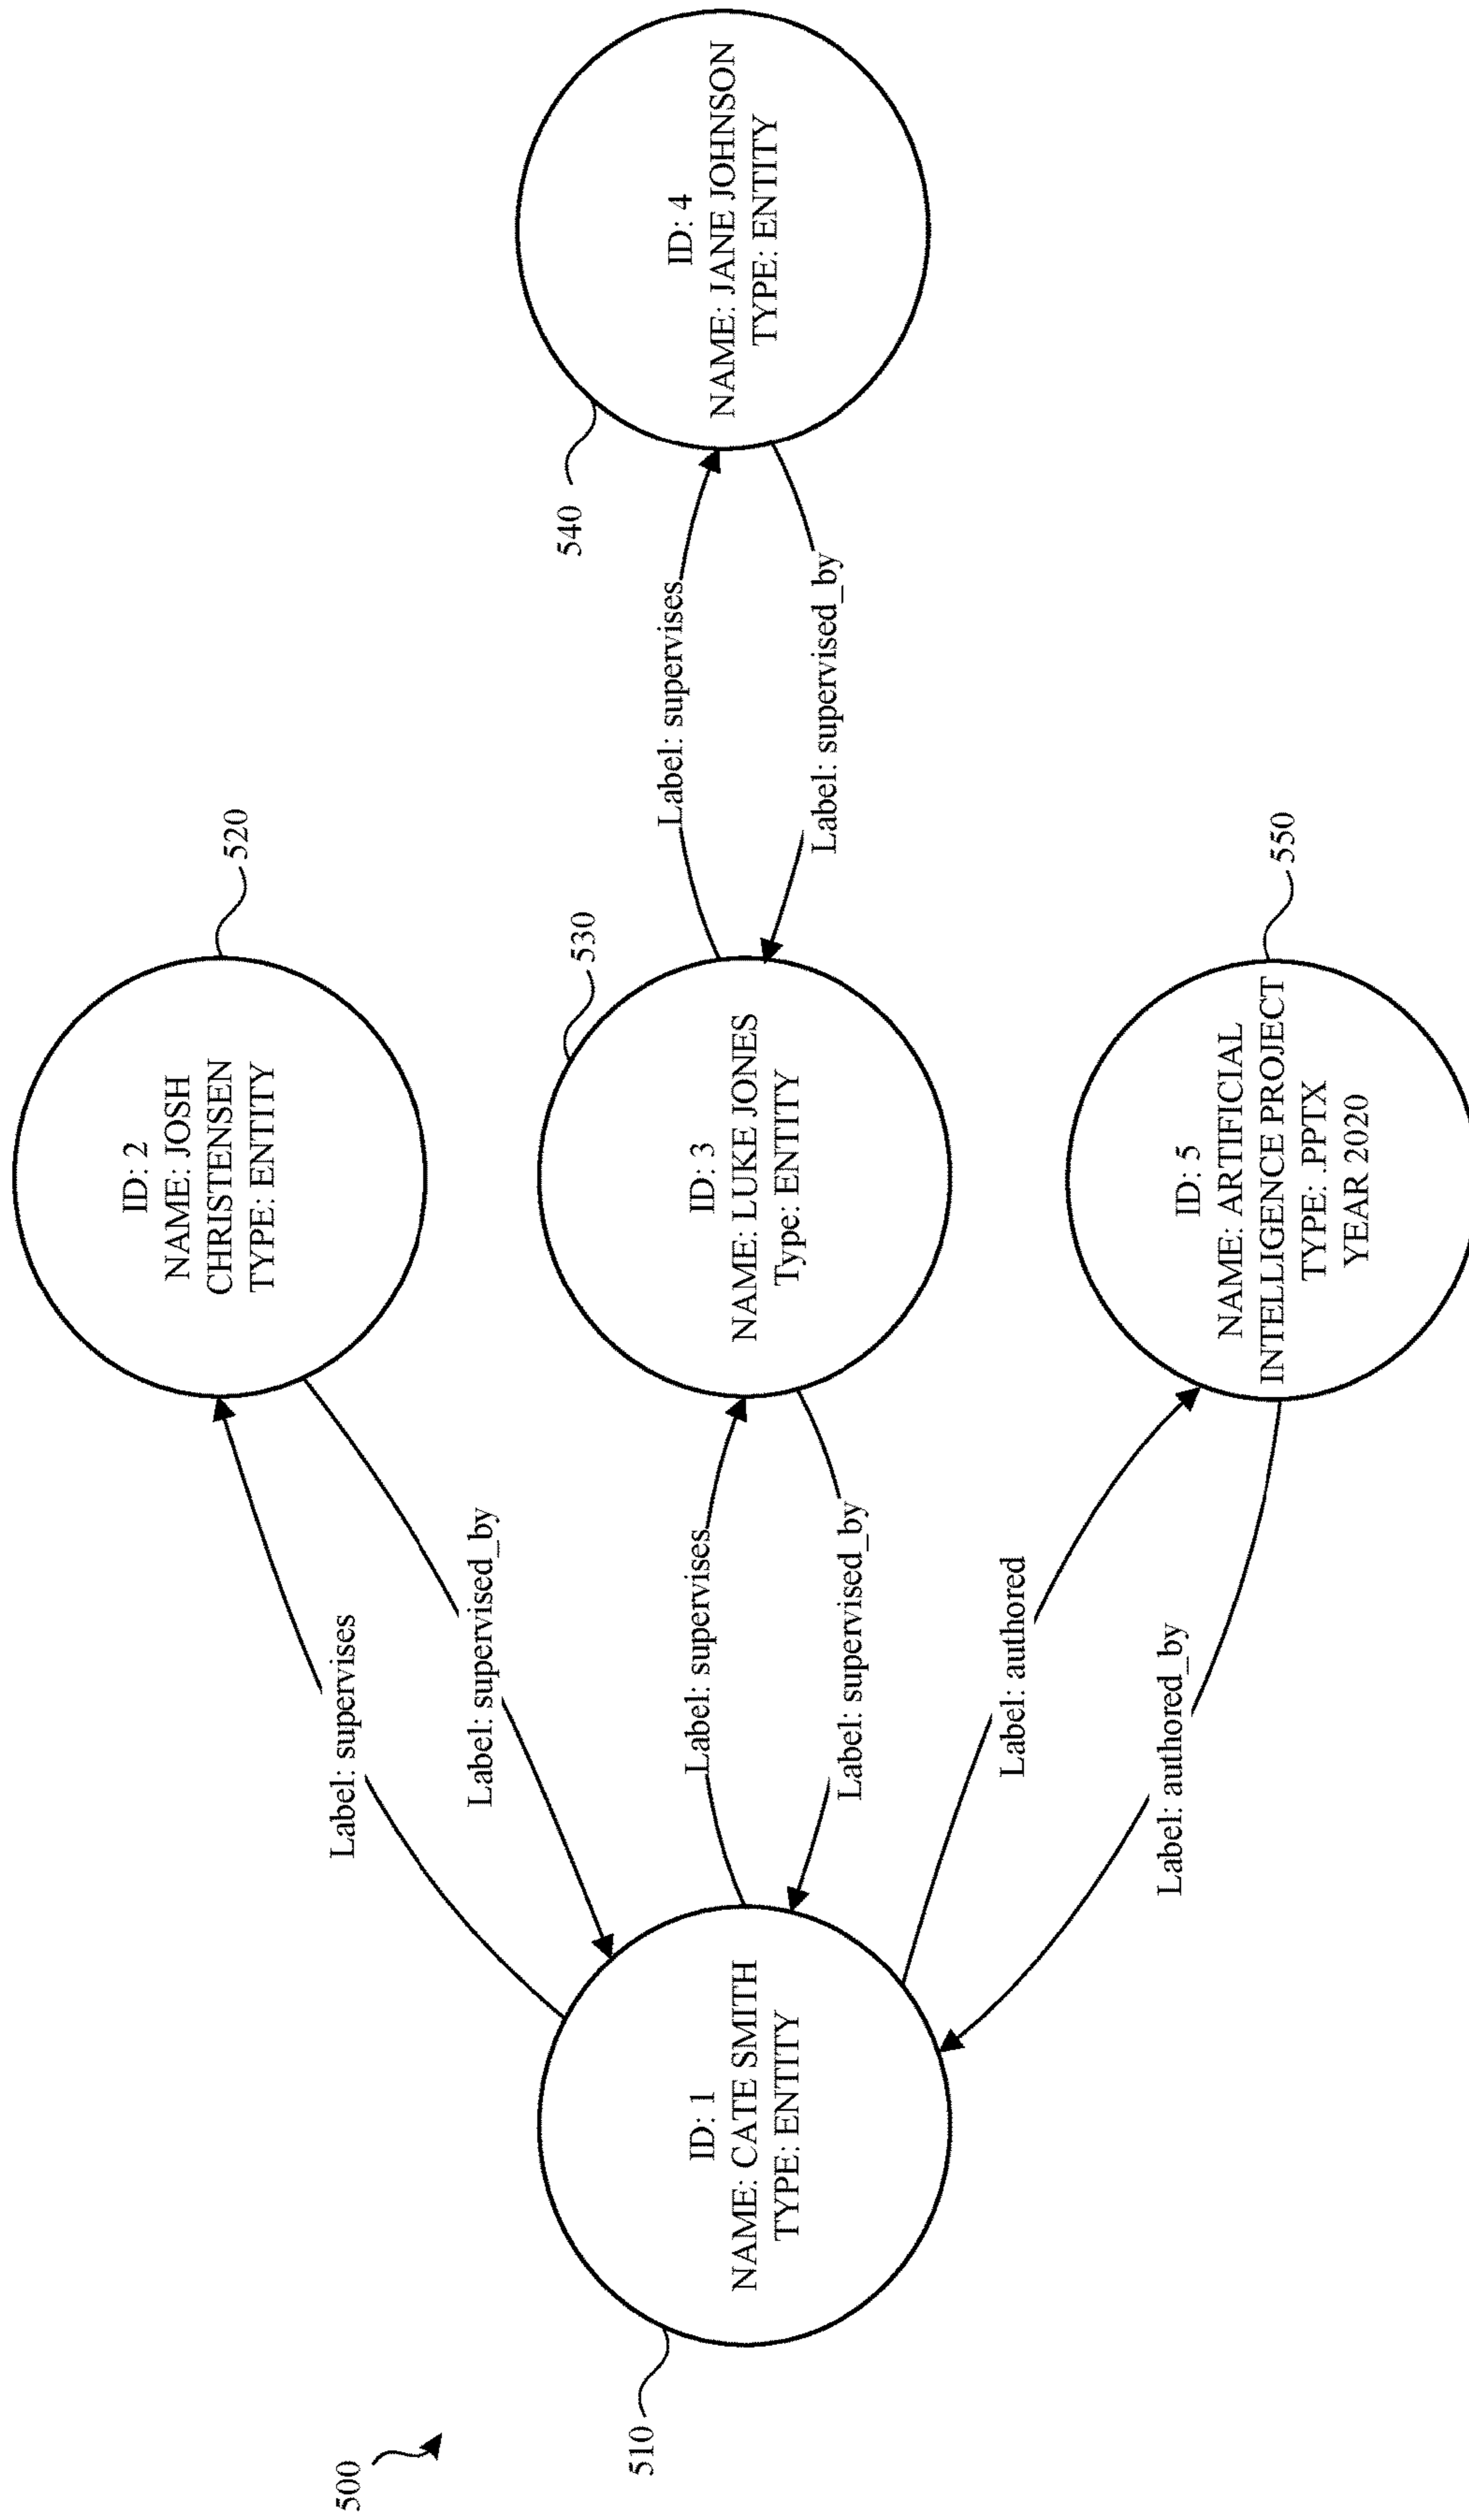 500
510
ID: 1
NAME: CATE SMITH
TYPE: ENTITY
Label: supervises
Label: supervised_by
Label: supervises
Label: supervised_by
Label: authored
Label: authored_by
520
ID: 2
NAME: JOSH
CHRISTENSEN
TYPE: ENTITY
530
ID: 3
NAME: LUKE JONES
Type: ENTITY
550
ID: 5
NAME: ARTIFICIAL
INTELLIGENCE PROJECT
TYPE: .PPTX
YEAR 2020
Label: supervises
Label: supervised_by
540
ID: 4
NAME: JANE JOHNSON
TYPE: ENTITY